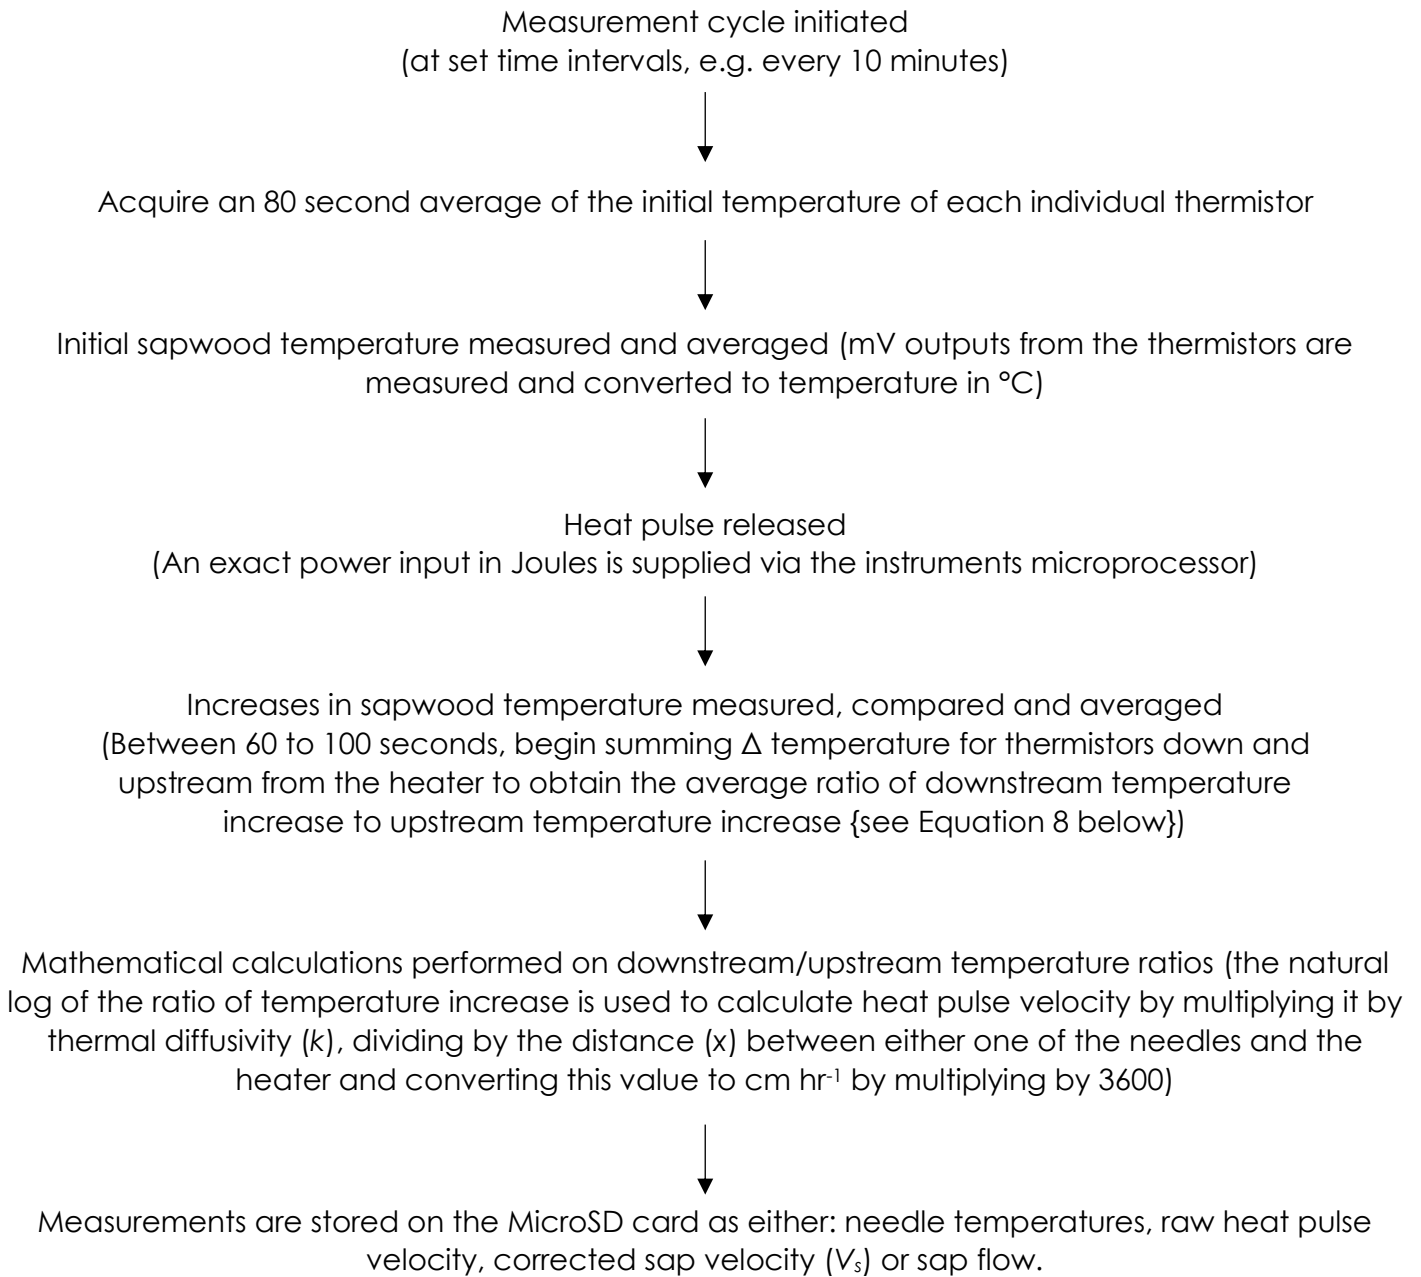 Measurement cycle initiated
(at set time intervals, e.g. every 10 minutes)
Acquire an 80 second average of the initial temperature of each individual thermistor
Initial sapwood temperature measured and averaged (mV outputs from the thermistors are
measured and converted to temperature in °C)
Heat pulse released
(An exact power input in Joules is supplied via the instruments microprocessor)
Increases in sapwood temperature measured, compared and averaged
(Between 60 to 100 seconds, begin summing Δ temperature for thermistors down and
upstream from the heater to obtain the average ratio of downstream temperature
increase to upstream temperature increase {see Equation 8 below})
Mathematical calculations performed on downstream/upstream temperature ratios (the natural
log of the ratio of temperature increase is used to calculate heat pulse velocity by multiplying it by
thermal diffusivity (k), dividing by the distance (x) between either one of the needles and the
heater and converting this value to cm hr⁻¹ by multiplying by 3600)
Measurements are stored on the MicroSD card as either: needle temperatures, raw heat pulse
velocity, corrected sap velocity (Vₛ) or sap flow.